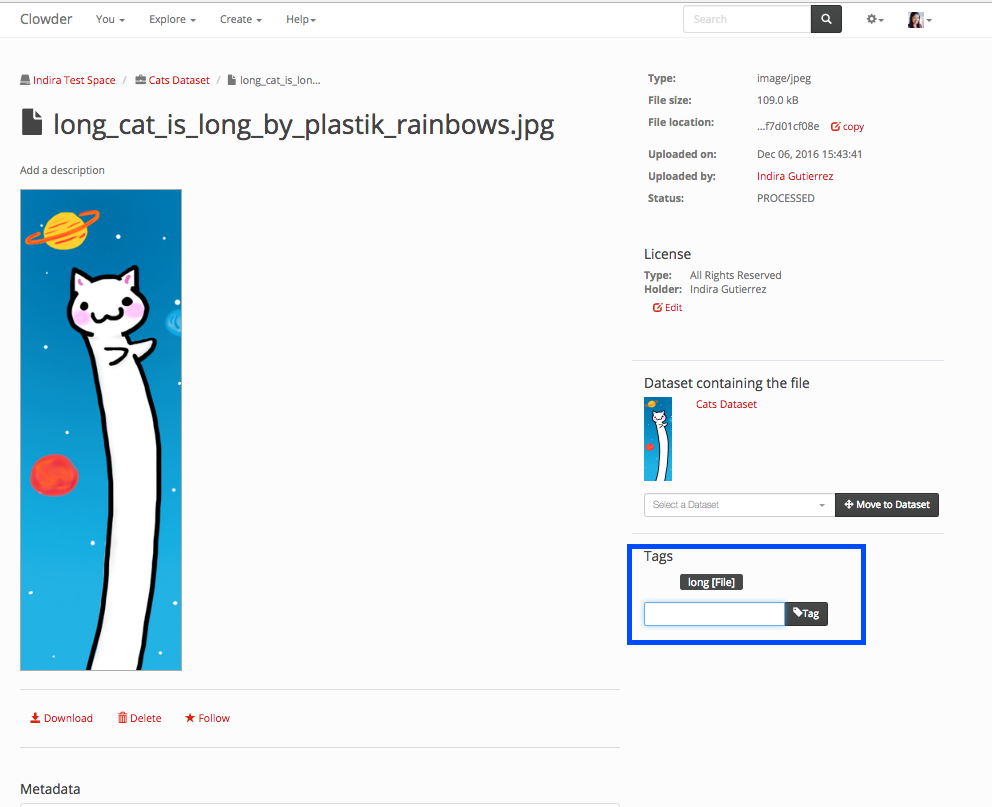 Clowder You Explore Create Help Search
Indira Test Space / Cats Dataset / long_cat_is_lon...
long_cat_is_long_by_plastik_rainbows.jpg
Add a description
Download Delete Follow
Metadata
Type: image/jpeg
File size: 109.0 kB
File location: ...f7d01cf08e copy
Uploaded on: Dec 06, 2016 15:43:41
Uploaded by: Indira Gutierrez
Status: PROCESSED
License
Type: All Rights Reserved
Holder: Indira Gutierrez
Edit
Dataset containing the file
Cats Dataset
Select a Dataset Move to Dataset
Tags
long [File]
Tag